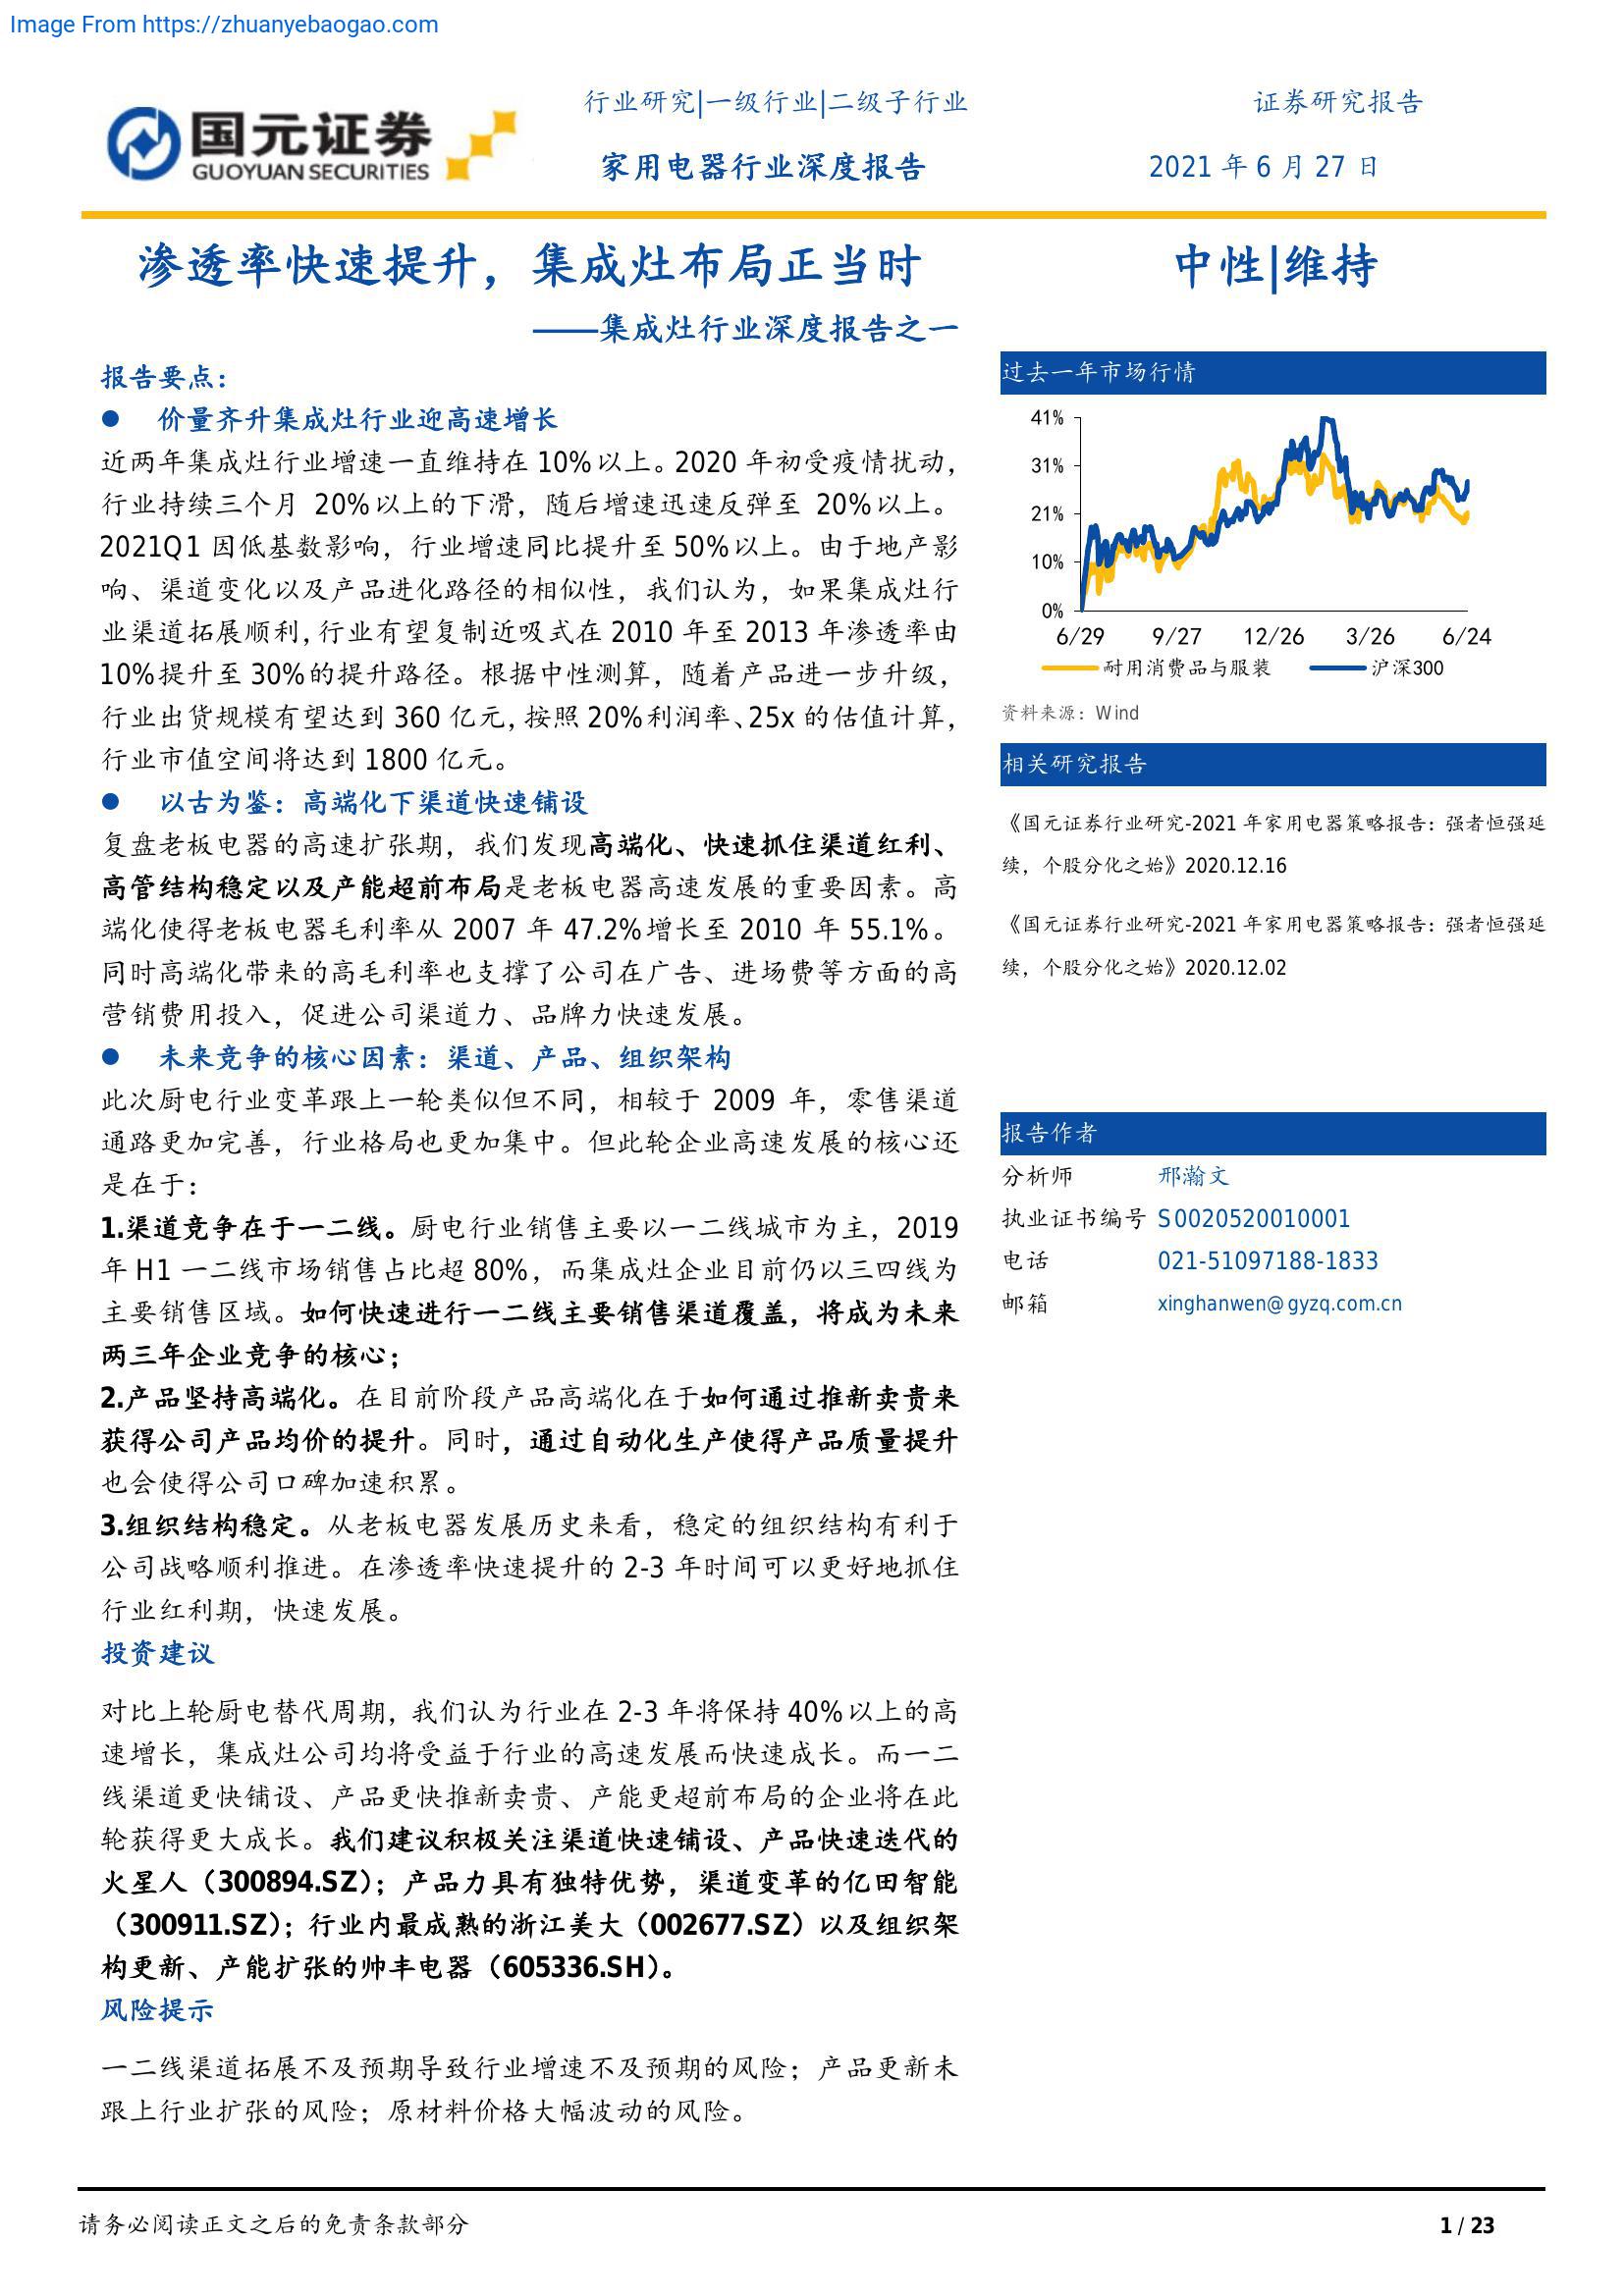 Image From https://zhuanyebaogao.com
国元证券
GUOYUAN SECURITIES
行业研究|一级行业|二级子行业
证券研究报告
家用电器行业深度报告
2021 年 6 月 27 日
渗透率快速提升，集成灶布局正当时
——集成灶行业深度报告之一
中性|维持
报告要点：
● 价量齐升集成灶行业迎高速增长
近两年集成灶行业增速一直维持在 10%以上。2020 年初受疫情扰动，
行业持续三个月 20%以上的下滑，随后增速迅速反弹至 20%以上。
2021Q1 因低基数影响，行业增速同比提升至 50%以上。由于地产影
响、渠道变化以及产品进化路径的相似性，我们认为，如果集成灶行
业渠道拓展顺利，行业有望复制近吸式在 2010 年至 2013 年渗透率由
10%提升至 30%的提升路径。根据中性测算，随着产品进一步升级，
行业出货规模有望达到 360 亿元，按照 20%利润率、25x 的估值计算，
行业市值空间将达到 1800 亿元。
● 以古为鉴：高端化下渠道快速铺设
复盘老板电器的高速扩张期，我们发现高端化、快速抓住渠道红利、
高管结构稳定以及产能超前布局是老板电器高速发展的重要因素。高
端化使得老板电器毛利率从 2007 年 47.2%增长至 2010 年 55.1%。
同时高端化带来的高毛利率也支撑了公司在广告、进场费等方面的高
营销费用投入，促进公司渠道力、品牌力快速发展。
● 未来竞争的核心因素：渠道、产品、组织架构
此次厨电行业变革跟上一轮类似但不同，相较于 2009 年，零售渠道
通路更加完善，行业格局也更加集中。但此轮企业高速发展的核心还
是在于：
1.渠道竞争在于一二线。厨电行业销售主要以一二线城市为主，2019
年 H1 一二线市场销售占比超 80%，而集成灶企业目前仍以三四线为
主要销售区域。如何快速进行一二线主要销售渠道覆盖，将成为未来
两三年企业竞争的核心；
2.产品坚持高端化。在目前阶段产品高端化在于如何通过推新卖贵来
获得公司产品均价的提升。同时，通过自动化生产使得产品质量提升
也会使得公司口碑加速积累。
3.组织结构稳定。从老板电器发展历史来看，稳定的组织结构有利于
公司战略顺利推进。在渗透率快速提升的 2-3 年时间可以更好地抓住
行业红利期，快速发展。
投资建议
对比上轮厨电替代周期，我们认为行业在 2-3 年将保持 40%以上的高
速增长，集成灶公司均将受益于行业的高速发展而快速成长。而一二
线渠道更快铺设、产品更快推新卖贵、产能更超前布局的企业将在此
轮获得更大成长。我们建议积极关注渠道快速铺设、产品快速迭代的
火星人（300894.SZ）；产品力具有独特优势，渠道变革的亿田智能
（300911.SZ）；行业内最成熟的浙江美大（002677.SZ）以及组织架
构更新、产能扩张的帅丰电器（605336.SH）。
风险提示
一二线渠道拓展不及预期导致行业增速不及预期的风险；产品更新未
跟上行业扩张的风险；原材料价格大幅波动的风险。
过去一年市场行情
41%
31%
21%
10%
0%
6/29 9/27 12/26 3/26 6/24
耐用消费品与服装 沪深300
资料来源：Wind
相关研究报告
《国元证券行业研究-2021 年家用电器策略报告：强者恒强延
续，个股分化之始》2020.12.16
《国元证券行业研究-2021 年家用电器策略报告：强者恒强延
续，个股分化之始》2020.12.02
报告作者
分析师 邢瀚文
执业证书编号 S0020520010001
电话 021-51097188-1833
邮箱 xinghanwen@gyzq.com.cn
请务必阅读正文之后的免责条款部分
1 / 23